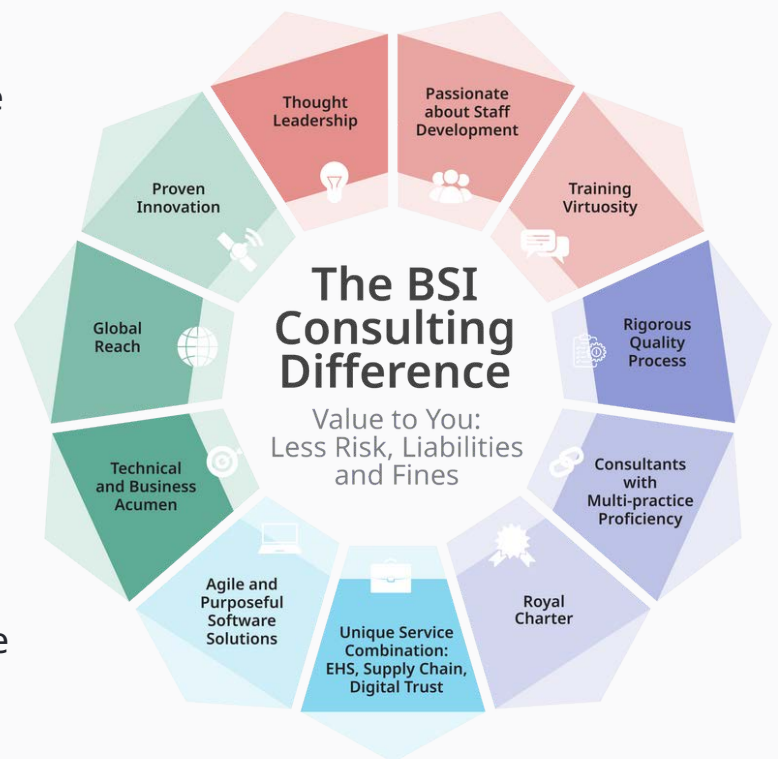 The BSI
Consulting
Difference
Value to You:
Less Risk, Liabilities
and Fines
Thought
Leadership
Passionate
about Staff
Development
Training
Virtuosity
Rigorous
Quality
Process
Consultants
with
Multi-practice
Proficiency
Royal
Charter
Unique Service
Combination:
EHS, Supply Chain,
Digital Trust
Agile and
Purposeful
Software
Solutions
Technical
and Business
Acumen
Global
Reach
Proven
Innovation
e
e